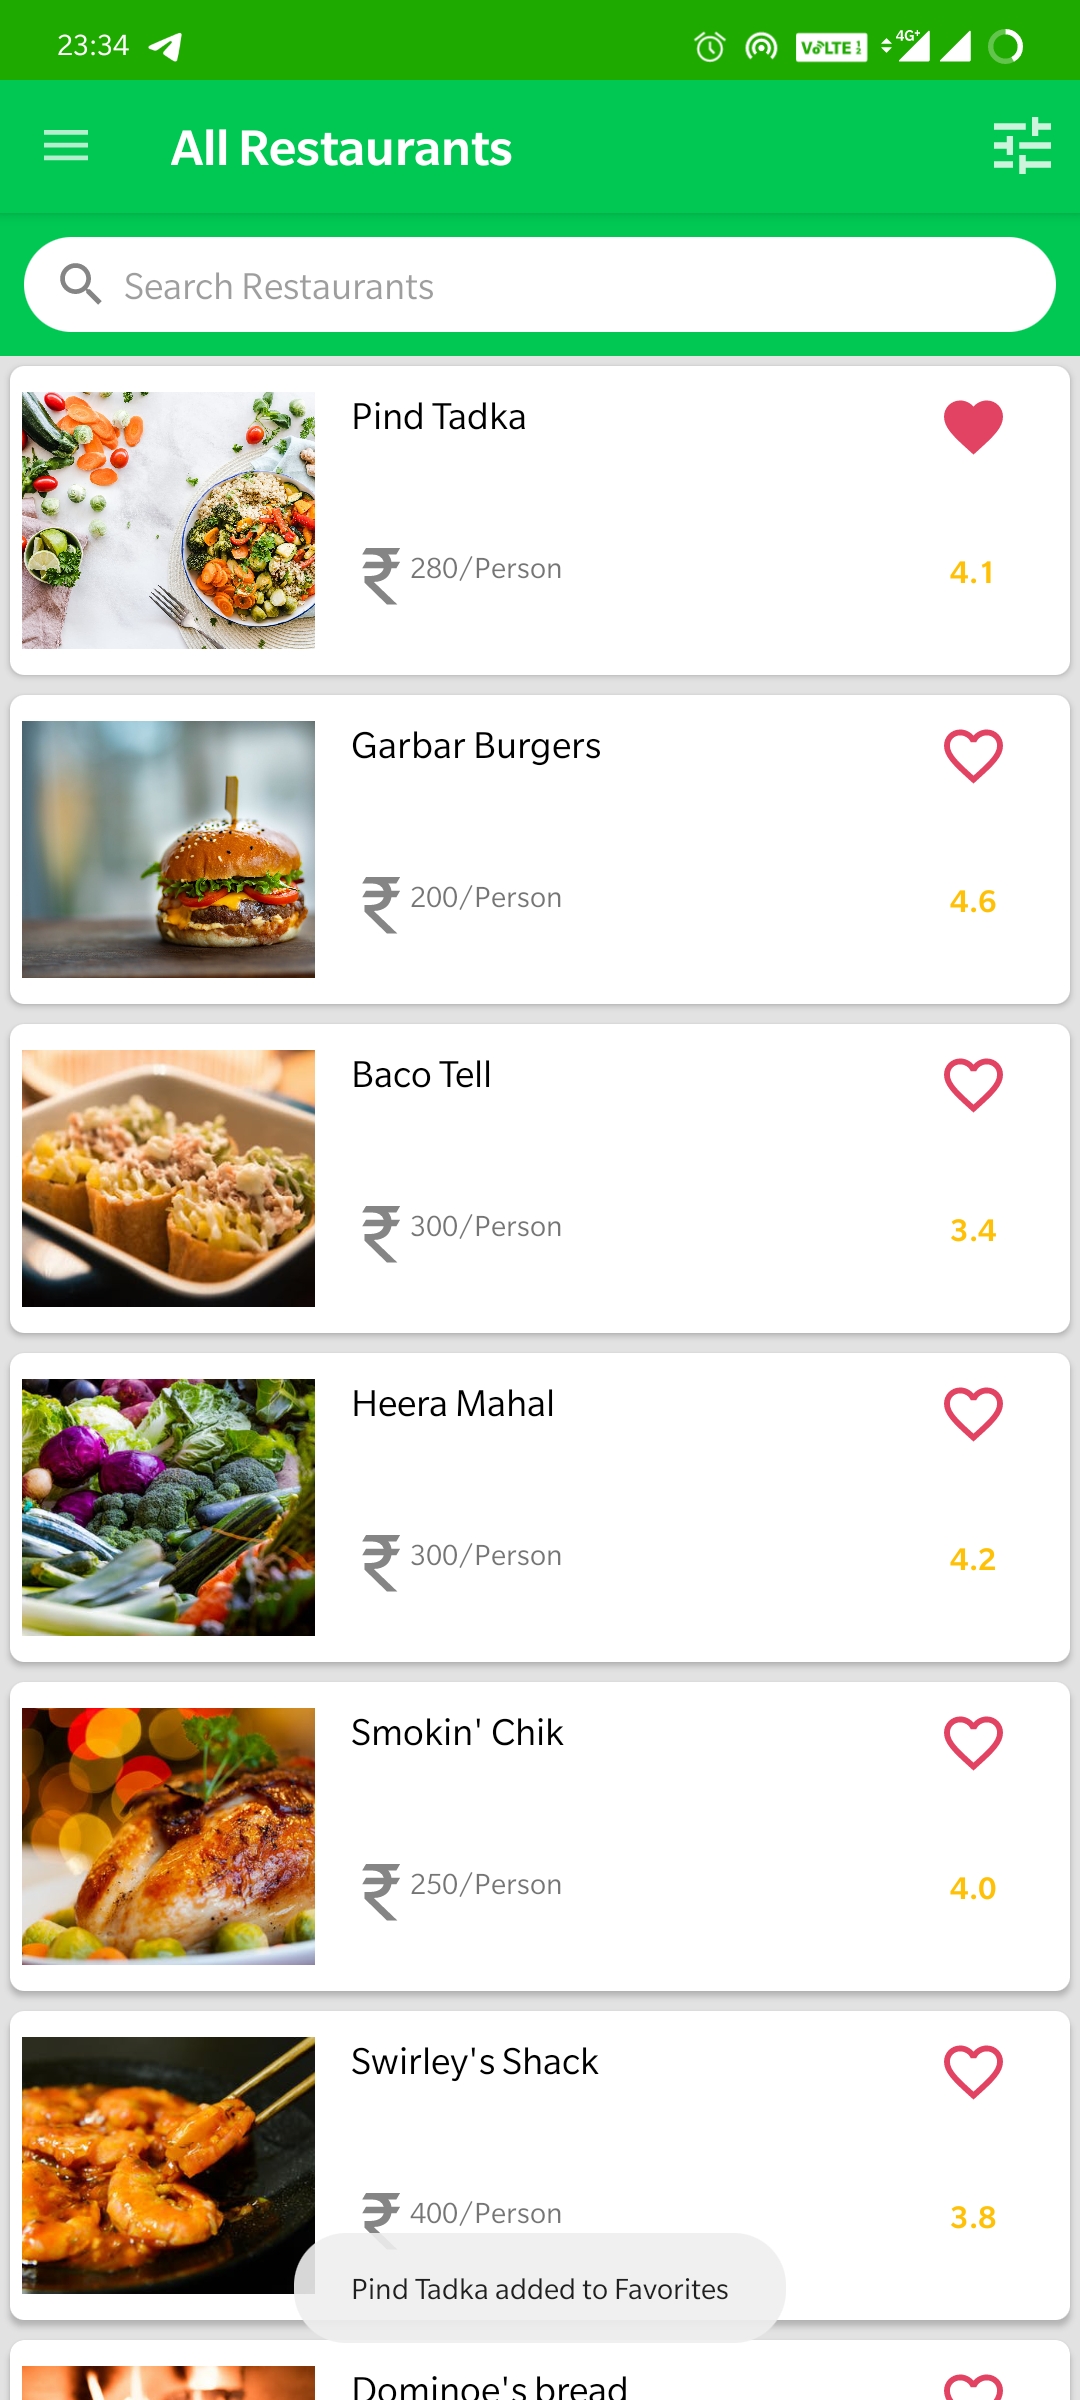 23:34
VoLTE 1 2 4G+
All Restaurants
Search Restaurants
Pind Tadka
₹ 280/Person
4.1
Garbar Burgers
₹ 200/Person
4.6
Baco Tell
₹ 300/Person
3.4
Heera Mahal
₹ 300/Person
4.2
Smokin' Chik
₹ 250/Person
4.0
Swirley's Shack
₹ 400/Person
3.8
Pind Tadka added to Favorites
Dominoe's bread